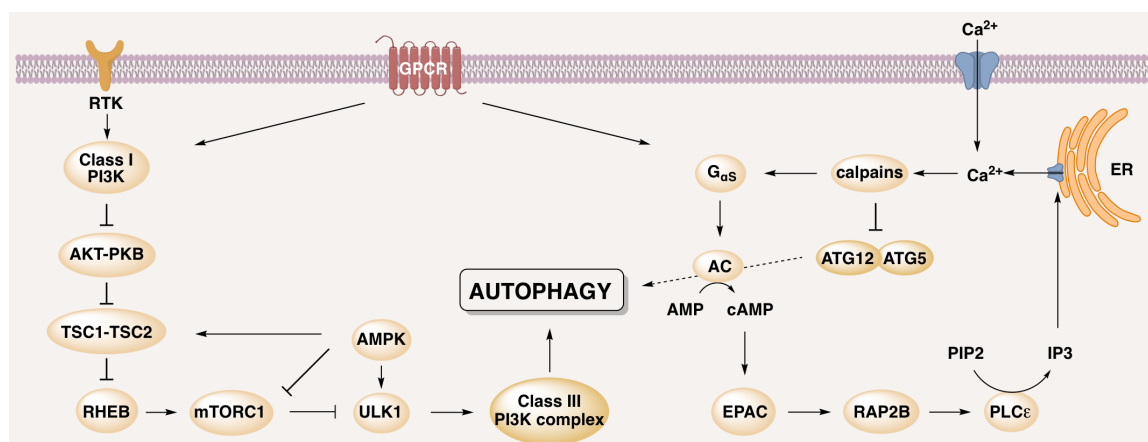 Ca²⁺
GPCR
RTK
Class I
PI3K
GαS
calpains
Ca²⁺
ER
AKT-PKB
AC
ATG12 ATG5
AUTOPHAGY
AMP
cAMP
TSC1-TSC2
AMPK
PIP2
IP3
RHEB
mTORC1
ULK1
Class III
PI3K complex
EPAC
RAP2B
PLCε